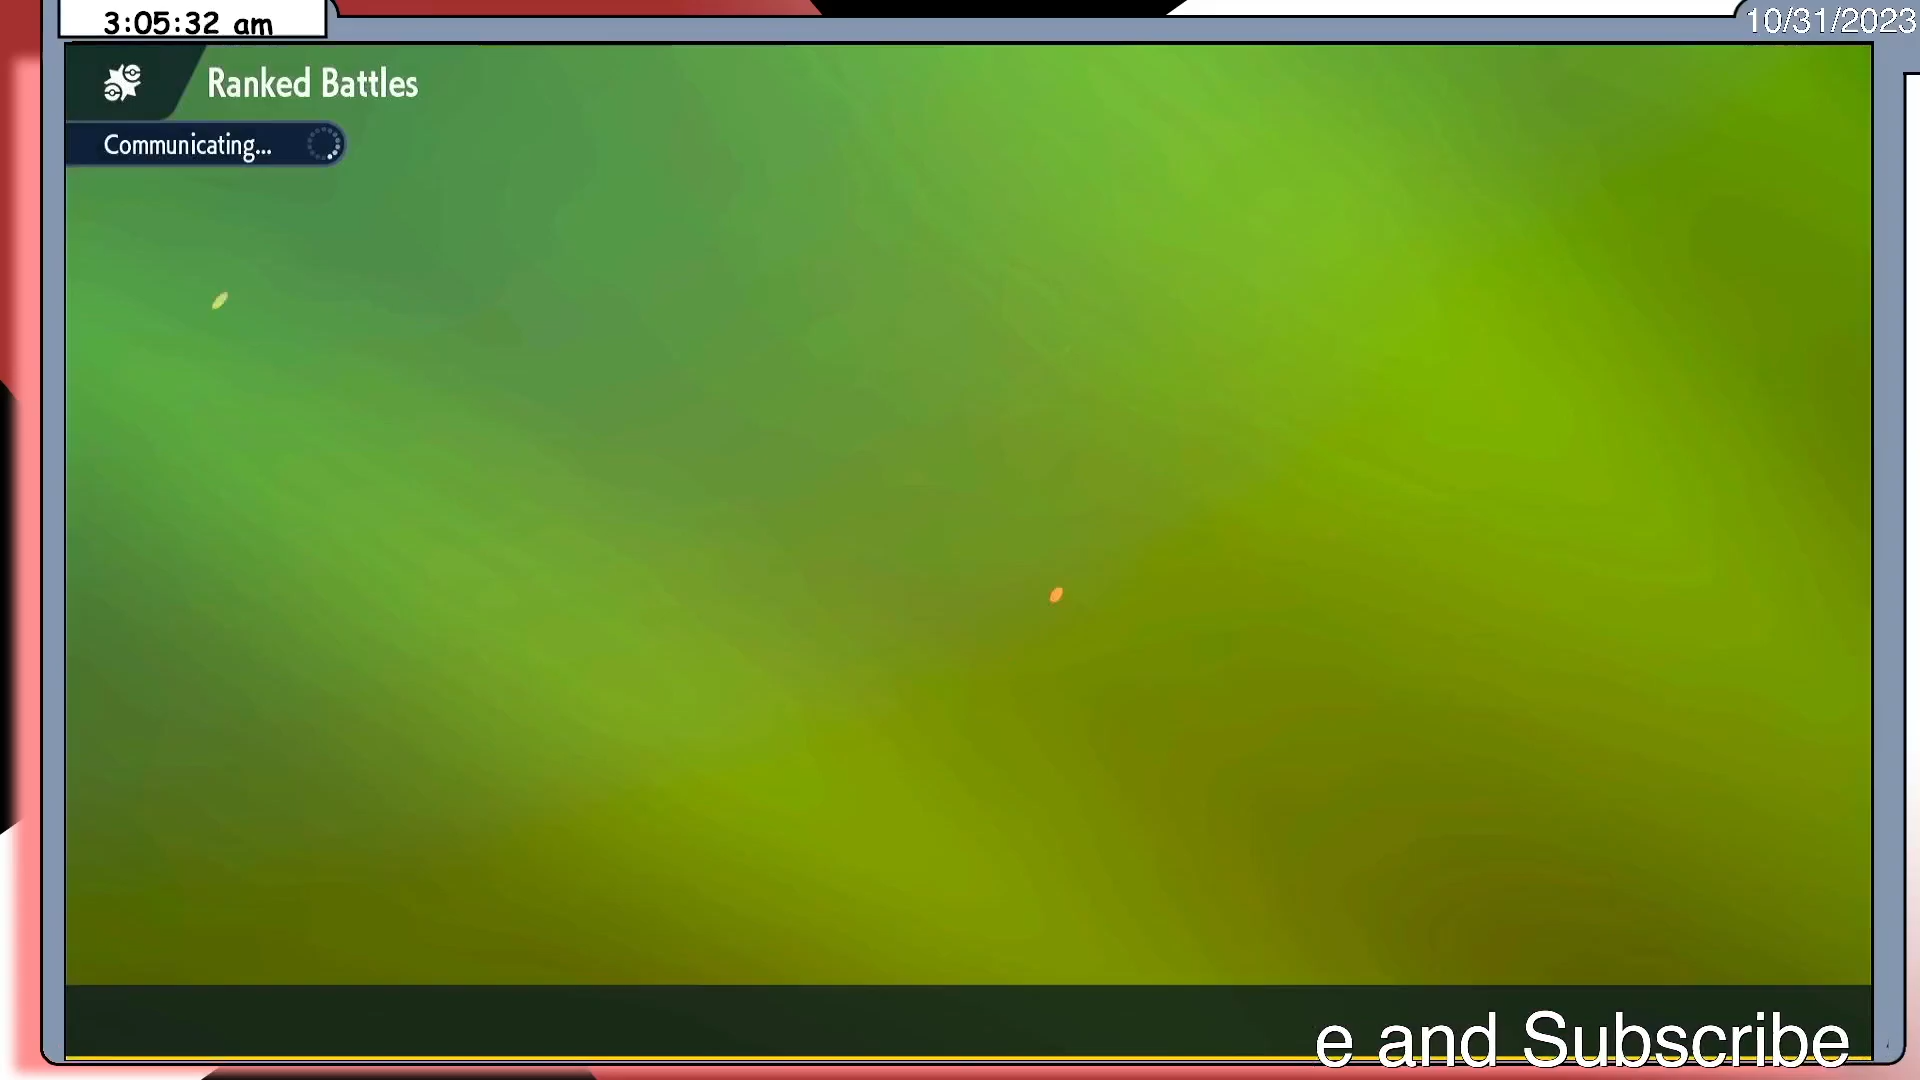 3:05:32 am
10/31/2023
Ranked Battles
Communicating...
e and Subscribe